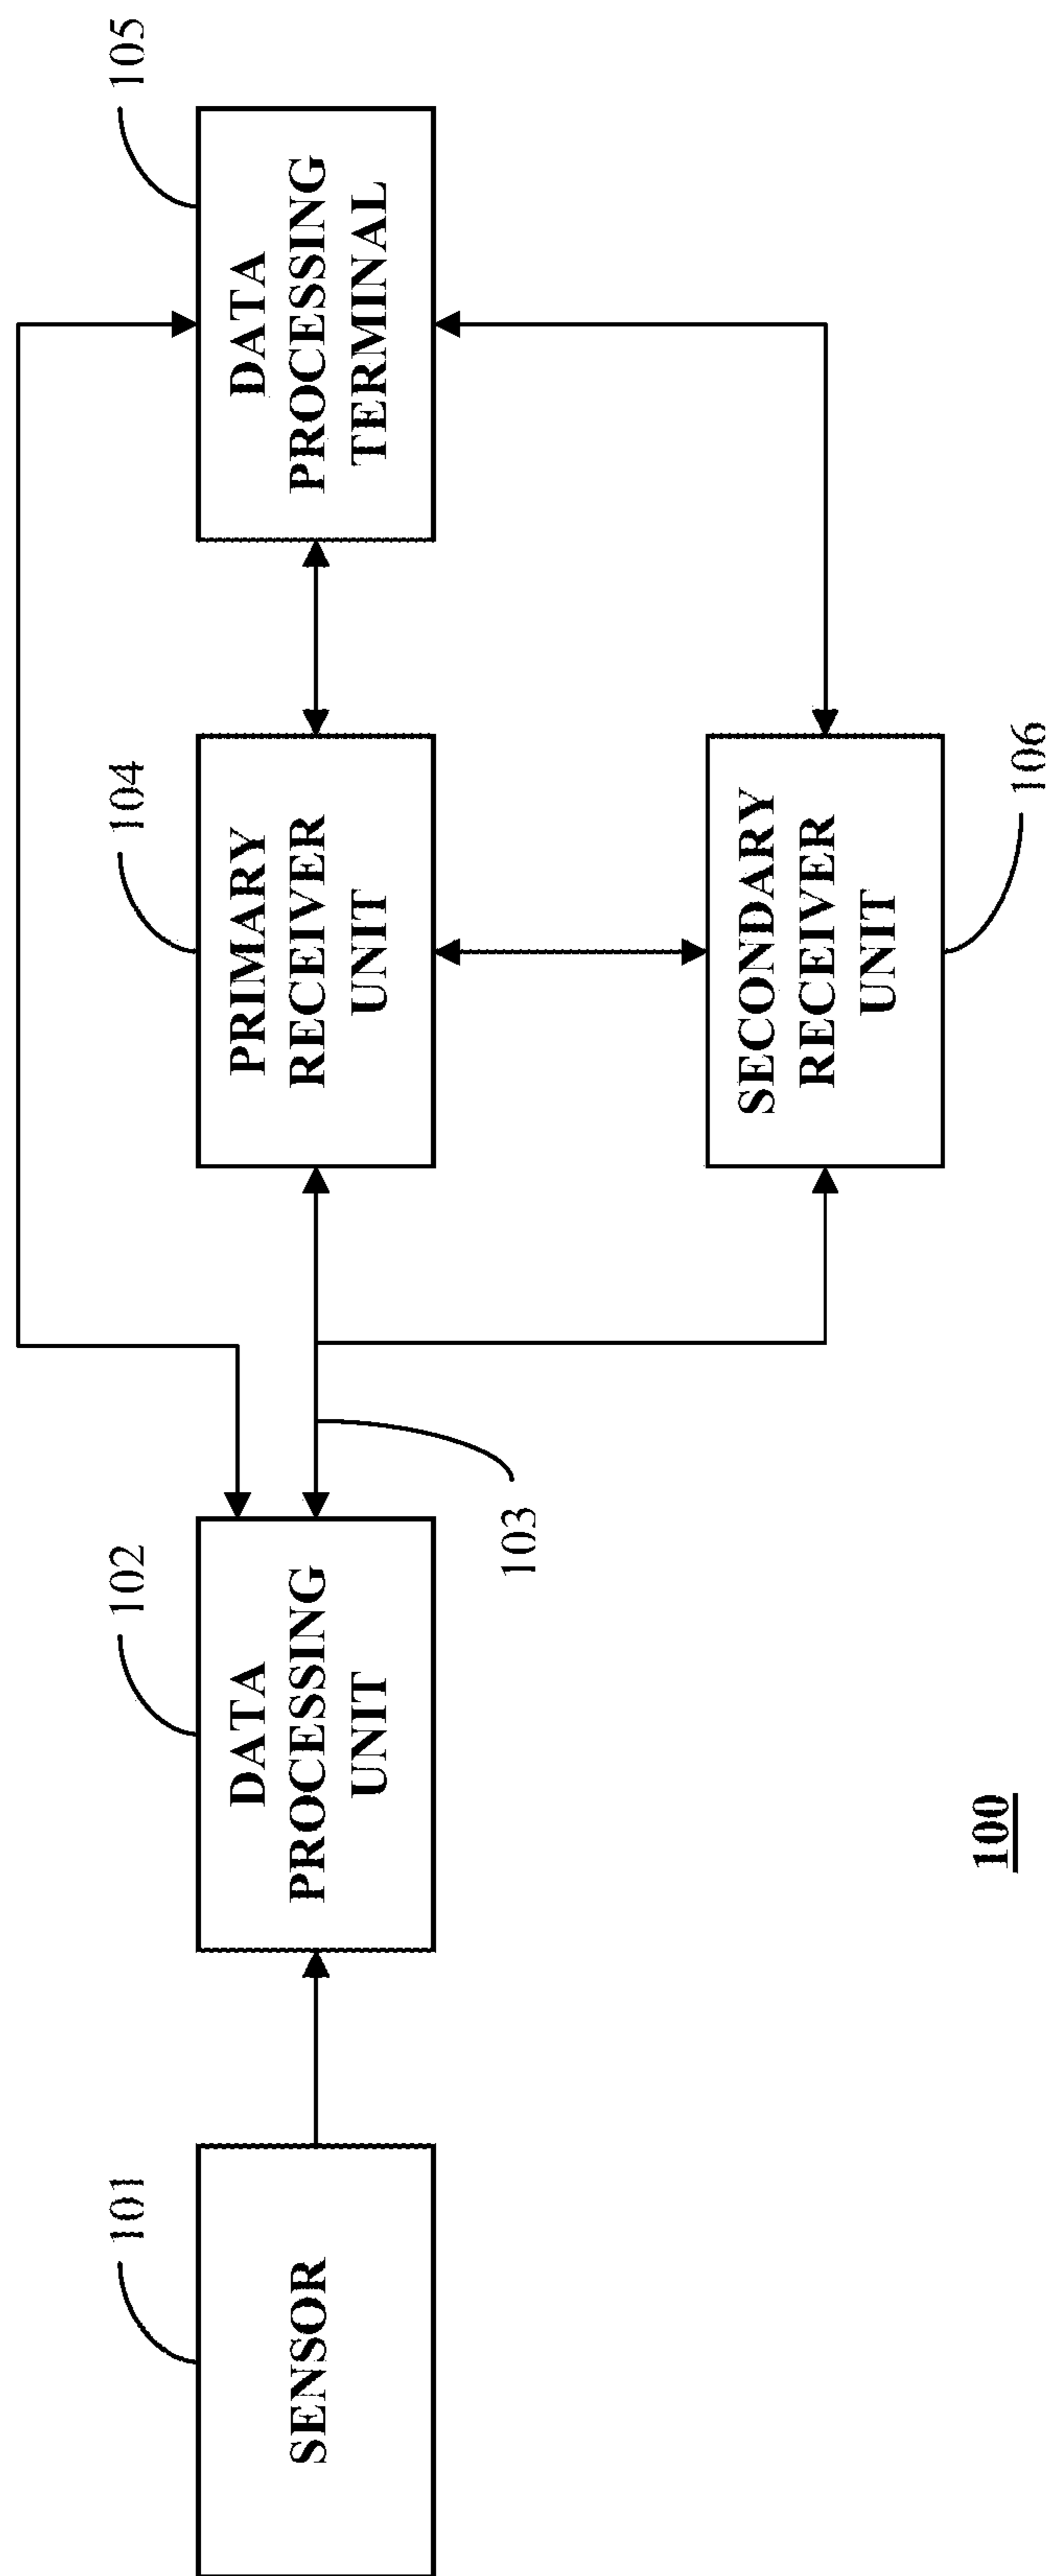 101
SENSOR
102
DATA
PROCESSING
UNIT
103
104
PRIMARY
RECEIVER
UNIT
105
DATA
PROCESSING
TERMINAL
SECONDARY
RECEIVER
UNIT
106
100